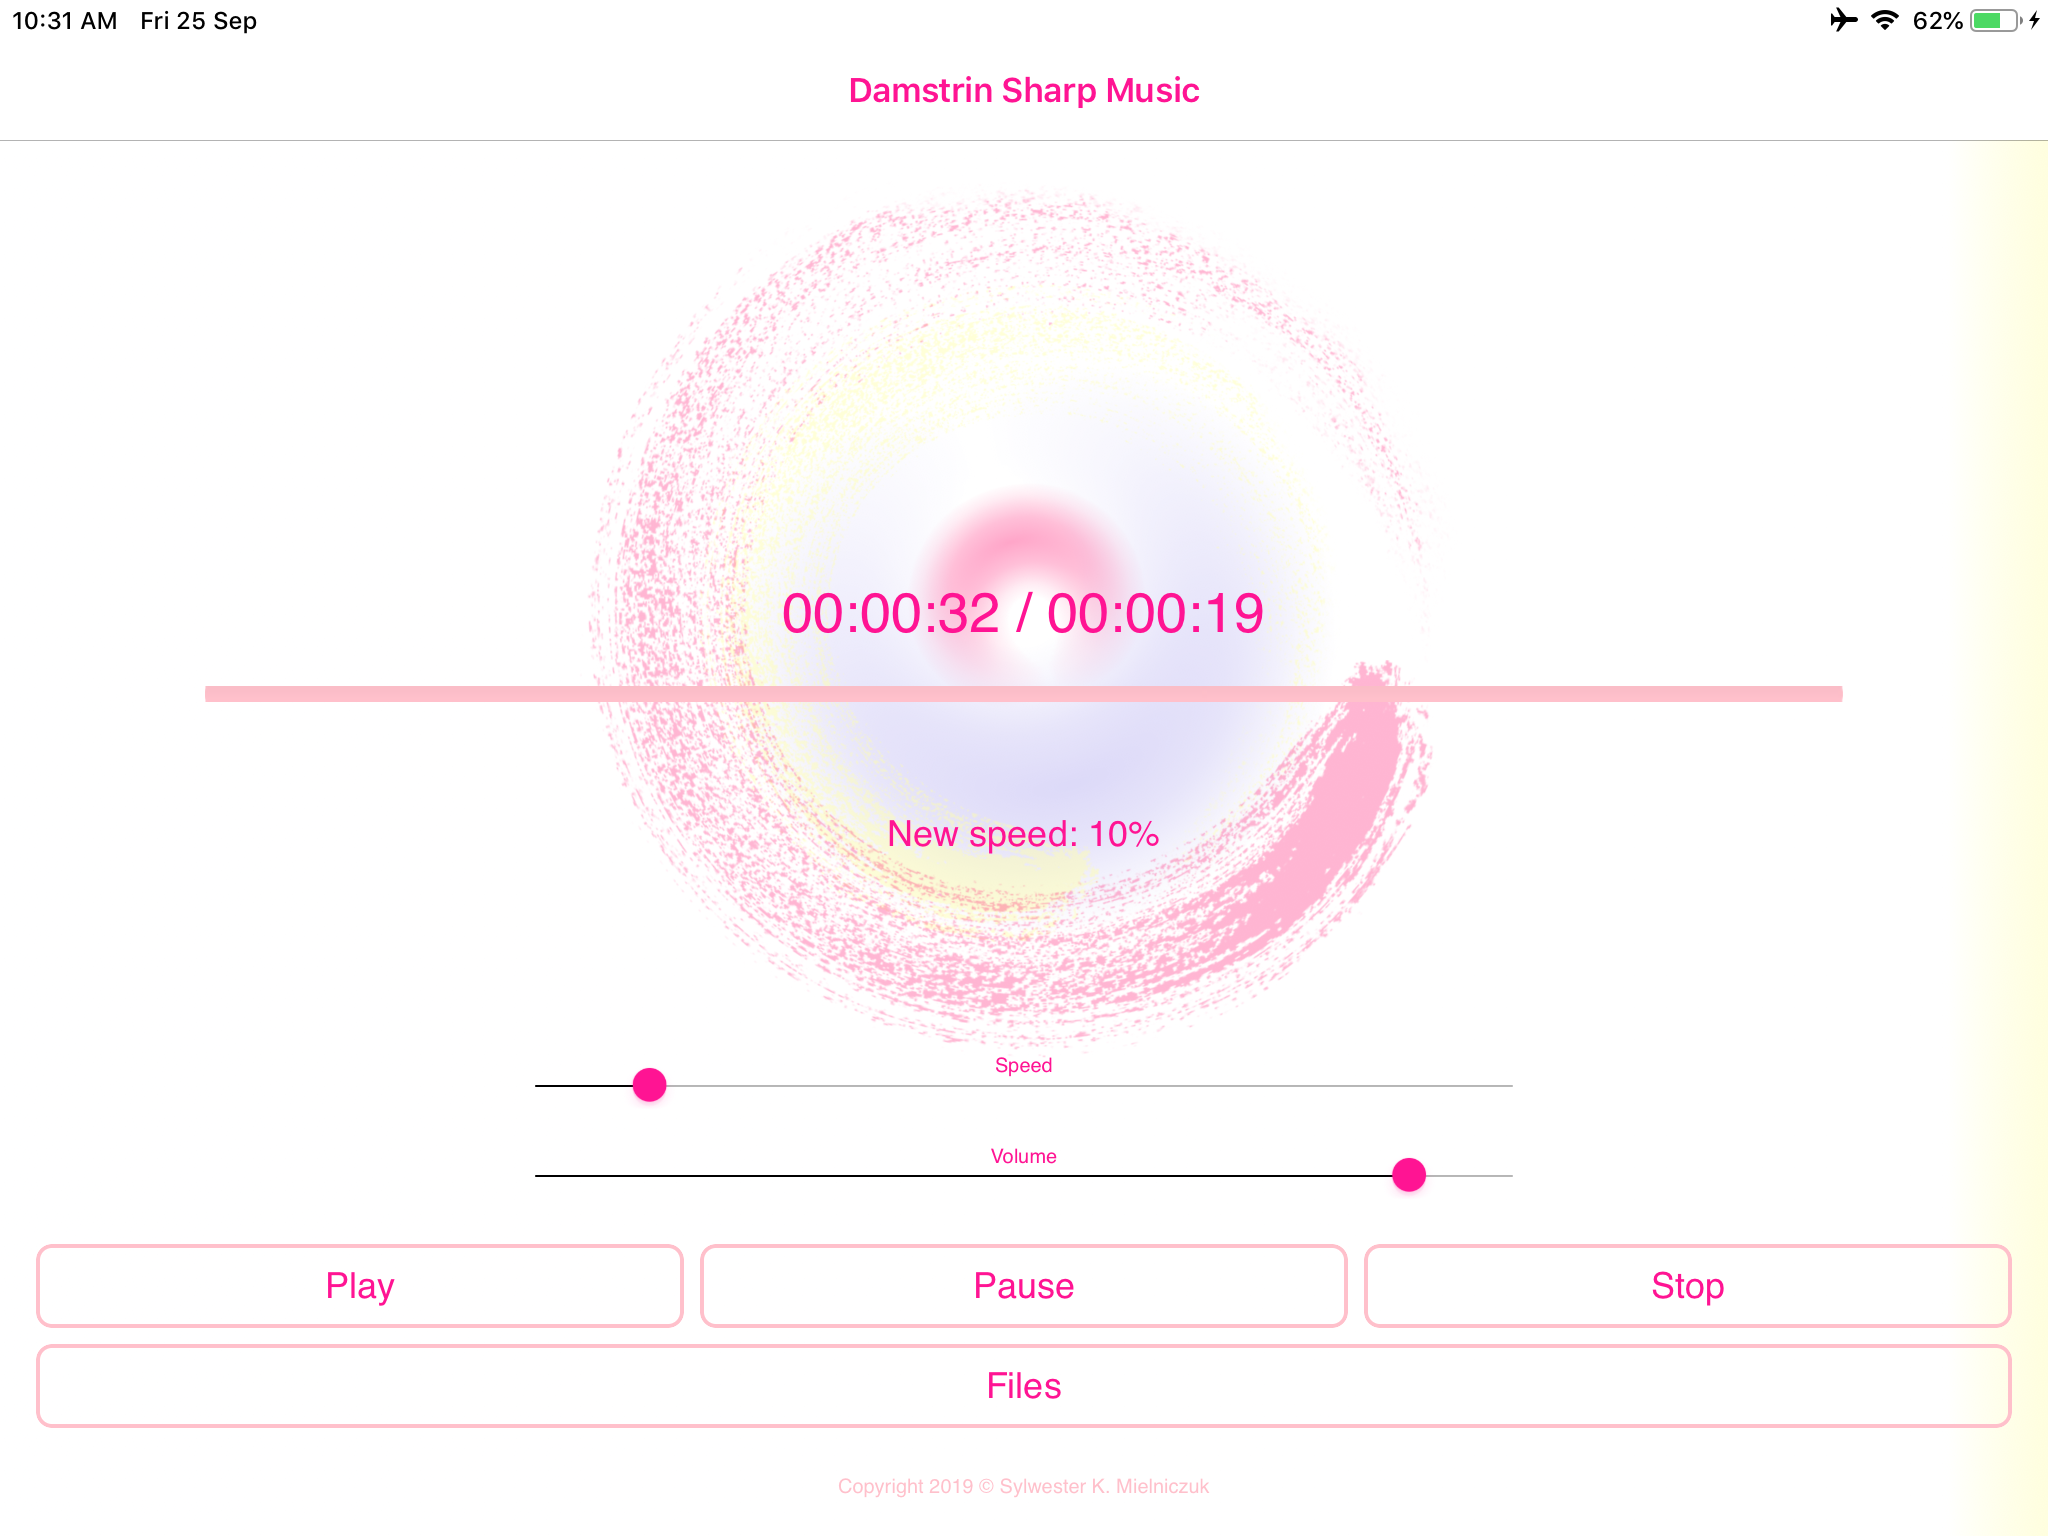 10:31 AM Fri 25 Sep 62%
Damstrin Sharp Music
00:00:32 / 00:00:19
New speed: 10%
Speed
Volume
Play Pause Stop
Files
Copyright 2019 © Sylwester K. Mielniczuk